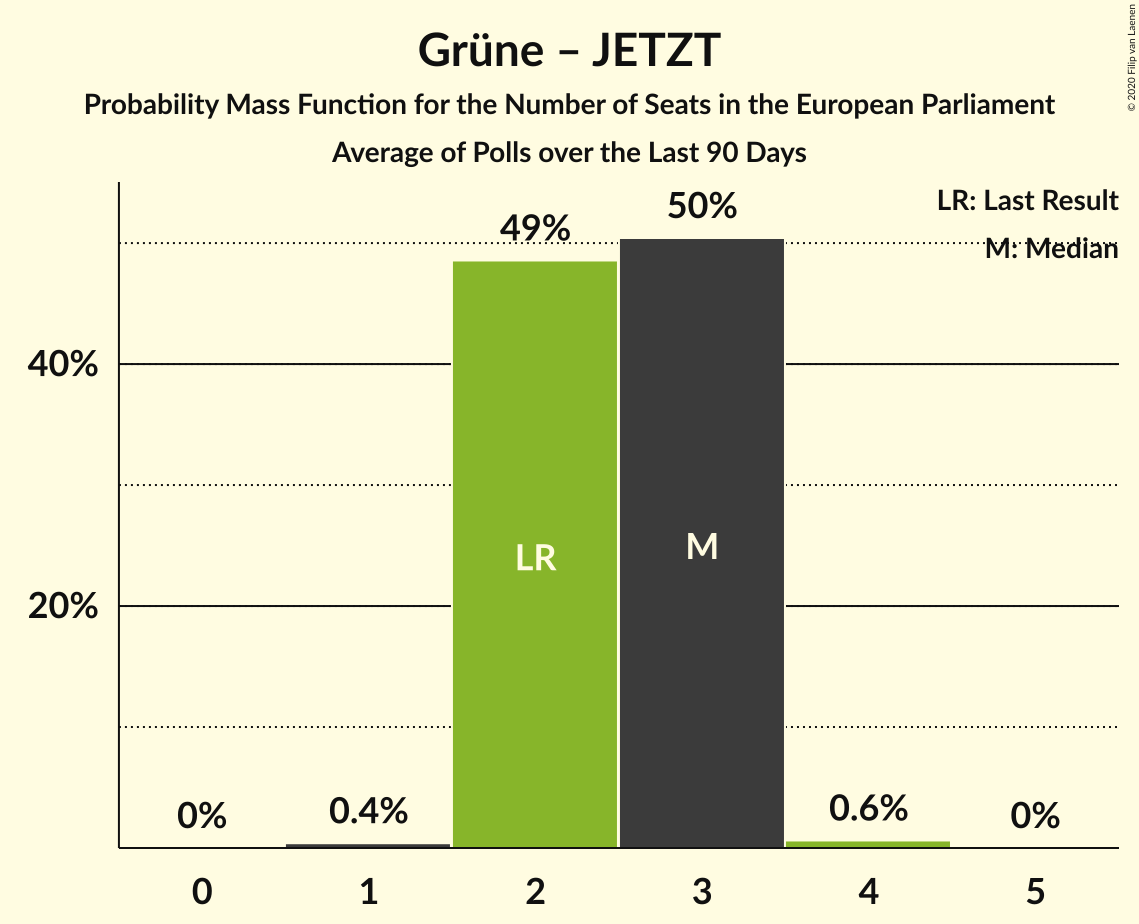 Grüne – JETZT
Probability Mass Function for the Number of Seats in the European Parliament
Average of Polls over the Last 90 Days
© 2020 Filip van Laenen
LR: Last Result
M: Median
49%
50%
40%
20%
LR
M
0%
0.4%
0.6%
0%
0
1
2
3
4
5